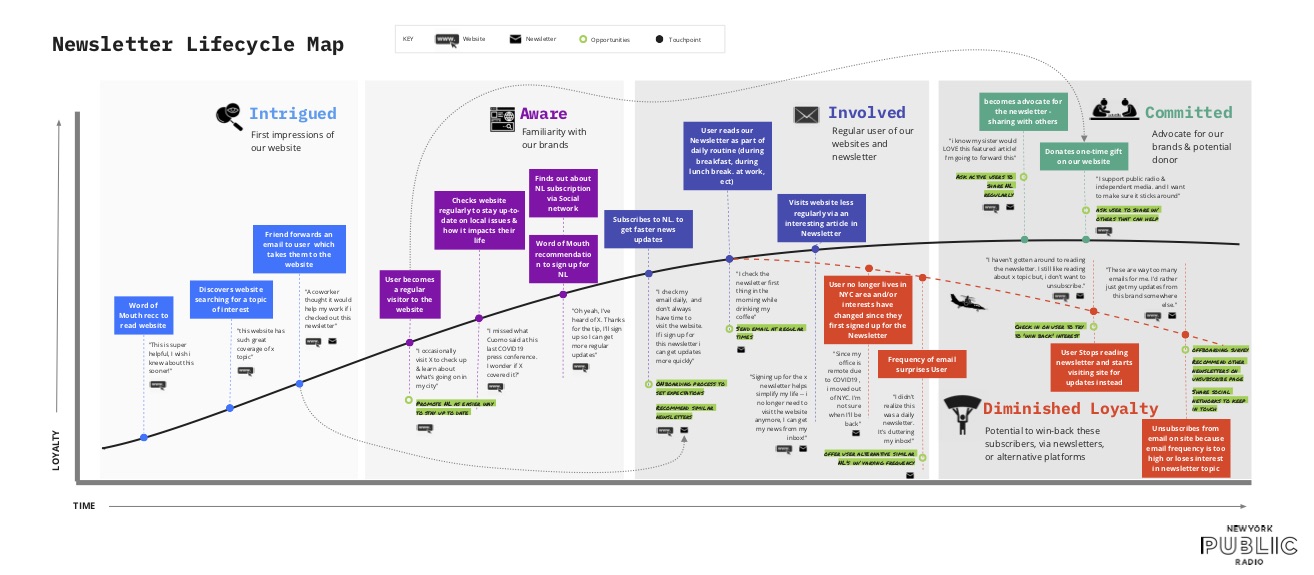 Newsletter Lifecycle Map
KEY
www.
Website
Newsletter
Opportunities
Touchpoint
LOYALTY
TIME
Intrigued
First impressions of
our website
Word of
Mouth recc to
read website
"This is super
helpful, I wish i
knew about this
sooner!"
Discovers website
searching for a topic
of interest
"this website has
such great
coverage of x
topic"
Friend forwards an
email to user which
takes them to the
website
"A coworker
thought it would
help my work if i
checked out this
newsletter"
Aware
Familiarity with
our brands
User becomes
a regular
visitor to the
website
"I occasionally
visit X to check up
& learn about
what's going on in
my city"
PROMOTE NL AS EASIER WAY
TO STAY UP TO DATE
Checks website
regularly to stay up-to-
date on local issues &
how it impacts their
life
"I missed what
Cuomo said at this
last COVID19
press conference.
I wonder if X
covered it?"
Finds out about
NL subscription
via Social
network
Word of Mouth
recommendatio
n to sign up for
NL
"Oh yeah, I've
heard of X. Thanks
for the tip, I'll sign
up so I can get
more regular
updates"
Involved
Regular user of our
websites and
newsletter
Subscribes to NL. to
get faster news
updates
"I check my
email daily, and
don't always
have time to
visit the website.
If i sign up for
this newsletter i
can get updates
more quickly"
ONBOARDING PROCESS TO
SET EXPECTATIONS
RECOMMEND SIMILAR
NEWSLETTER
User reads our
Newsletter as part of
daily routine (during
breakfast, during
lunch break. at work,
ect)
"I check the
newsletter first
thing in the
morning while
drinking my
coffee"
SEND EMAIL AT REGULAR
TIMES
Visits website less
regularly via an
interesting article in
Newsletter
"Signing up for the x
newsletter helps
simplify my life -- i
no longer need to
visit the website
anymore, I can get
my news from my
inbox!"
User no longer lives in
NYC area and/or
interests have
changed since they
first signed up for the
Newsletter
"Since my
office is
remote due
to COVID19,
i moved out
of NYC. I'm
not sure
when I'll be
back"
Frequency of email
surprises User
"I didn't
realize this
was a daily
newsletter.
It's cluttering
my inbox!"
OFFER USER ALTERNATIVE SIMILAR
NL'S W/ VARYING FREQUENCY
Committed
Advocate for our
brands & potential
donor
becomes advocate for
the newsletter -
sharing with others
"i know my sister would
LOVE this featured article!
I'm going to forward this"
ASK ACTIVE USERS TO
SHARE NL
REGULARLY
Donates one-time gift
on our website
"I support public radio &
independent media. and I want
to make sure it sticks around"
ASK USER TO SHARE W/
OTHERS THAT CAN HELP
"I haven't gotten around to reading
the newsletter. I still like reading
about x topic but, i don't want to
unsubscribe."
CHECK IN ON USER TO TRY
TO "WIN BACK" INTEREST
User Stops reading
newsletter and starts
visiting site for
updates instead
"These are way too many
emails for me. I'd rather
just get my updates from
this brand somewhere
else."
OFFBOARDING SURVEY
RECOMMEND OTHER
NEWSLETTERS ON
UNSUBSCRIBE PAGE
SHARE SOCIAL
NETWORKS TO KEEP
IN TOUCH
Unsubscribes from
email on site because
email frequency is too
high or loses interest
in newsletter topic
Diminished Loyalty
Potential to win-back these
subscribers, via newsletters,
or alternative platforms
NEW YORK
PUBLIC
RADIO